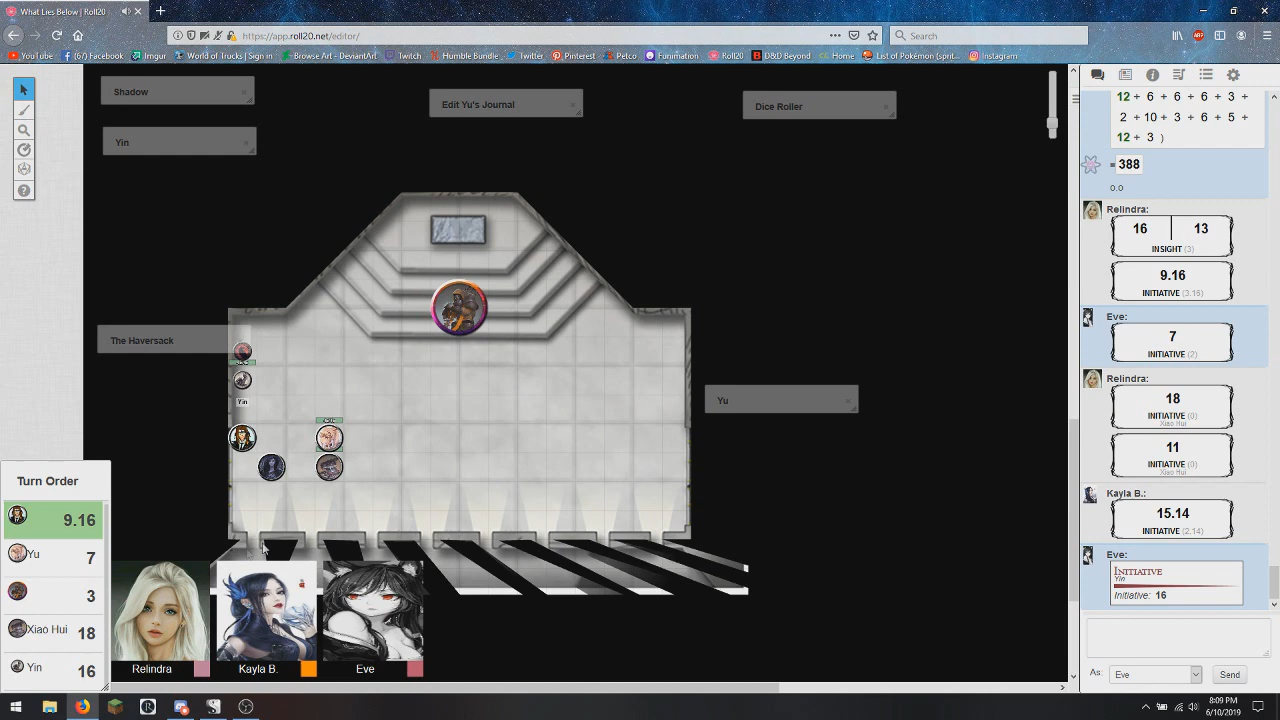 What Lies Below | Roll20
https://app.roll20.net/editor/
Search
YouTube (67) Facebook Imgur World of Trucks | Sign in Browse Art - DeviantArt Twitch Humble Bundle Twitter Pinterest Petco Funimation Roll20 D&D Beyond Home List of Pokémon (sprit... Instagram
Shadow
Edit Yu's Journal
Dice Roller
Yin
The Haversack
Yu
Yin
Turn Order
9.16
Yu 7
3
Xiao Hui 18
Yin 16
Relindra
Kayla B.
Eve
12 + 6 + 6 + 6 + 3 +
2 + 10 + 3 + 6 + 5 +
12 + 3 )
= 388
0.0
Relindra:
16 13
INSIGHT (3)
9.16
INITIATIVE (3.16)
Eve:
7
INITIATIVE (2)
Relindra:
18
INITIATIVE (0)
Xiao Hui
11
INITIATIVE (0)
Kayla B.:
15.14
INITIATIVE (2.14)
Eve:
INITIATIVE
Yin
Initiative: 16
As: Eve Send
8:09 PM
6/10/2019